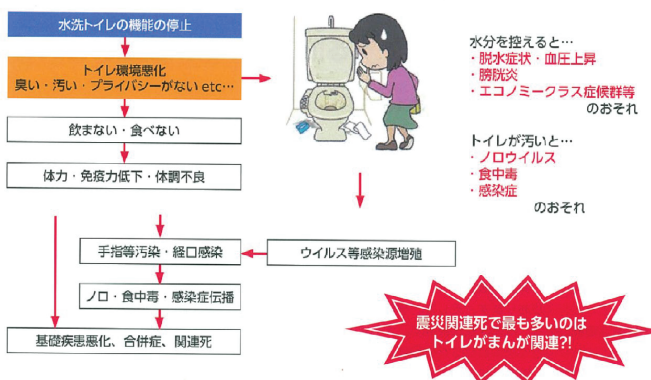 水洗トイレの機能の停止
トイレ環境悪化
臭い・汚い・プライバシーがない etc…
飲まない・食べない
体力・免疫力低下・体調不良
手指等汚染・経口感染
ウイルス等感染源増殖
ノロ・食中毒・感染症伝播
基礎疾患悪化、合併症、関連死
水分を控えると…
・脱水症状・血圧上昇
・膀胱炎
・エコノミークラス症候群等
のおそれ
トイレが汚いと…
・ノロウイルス
・食中毒
・感染症
のおそれ
震災関連死で最も多いのは
トイレがまんが関連?!